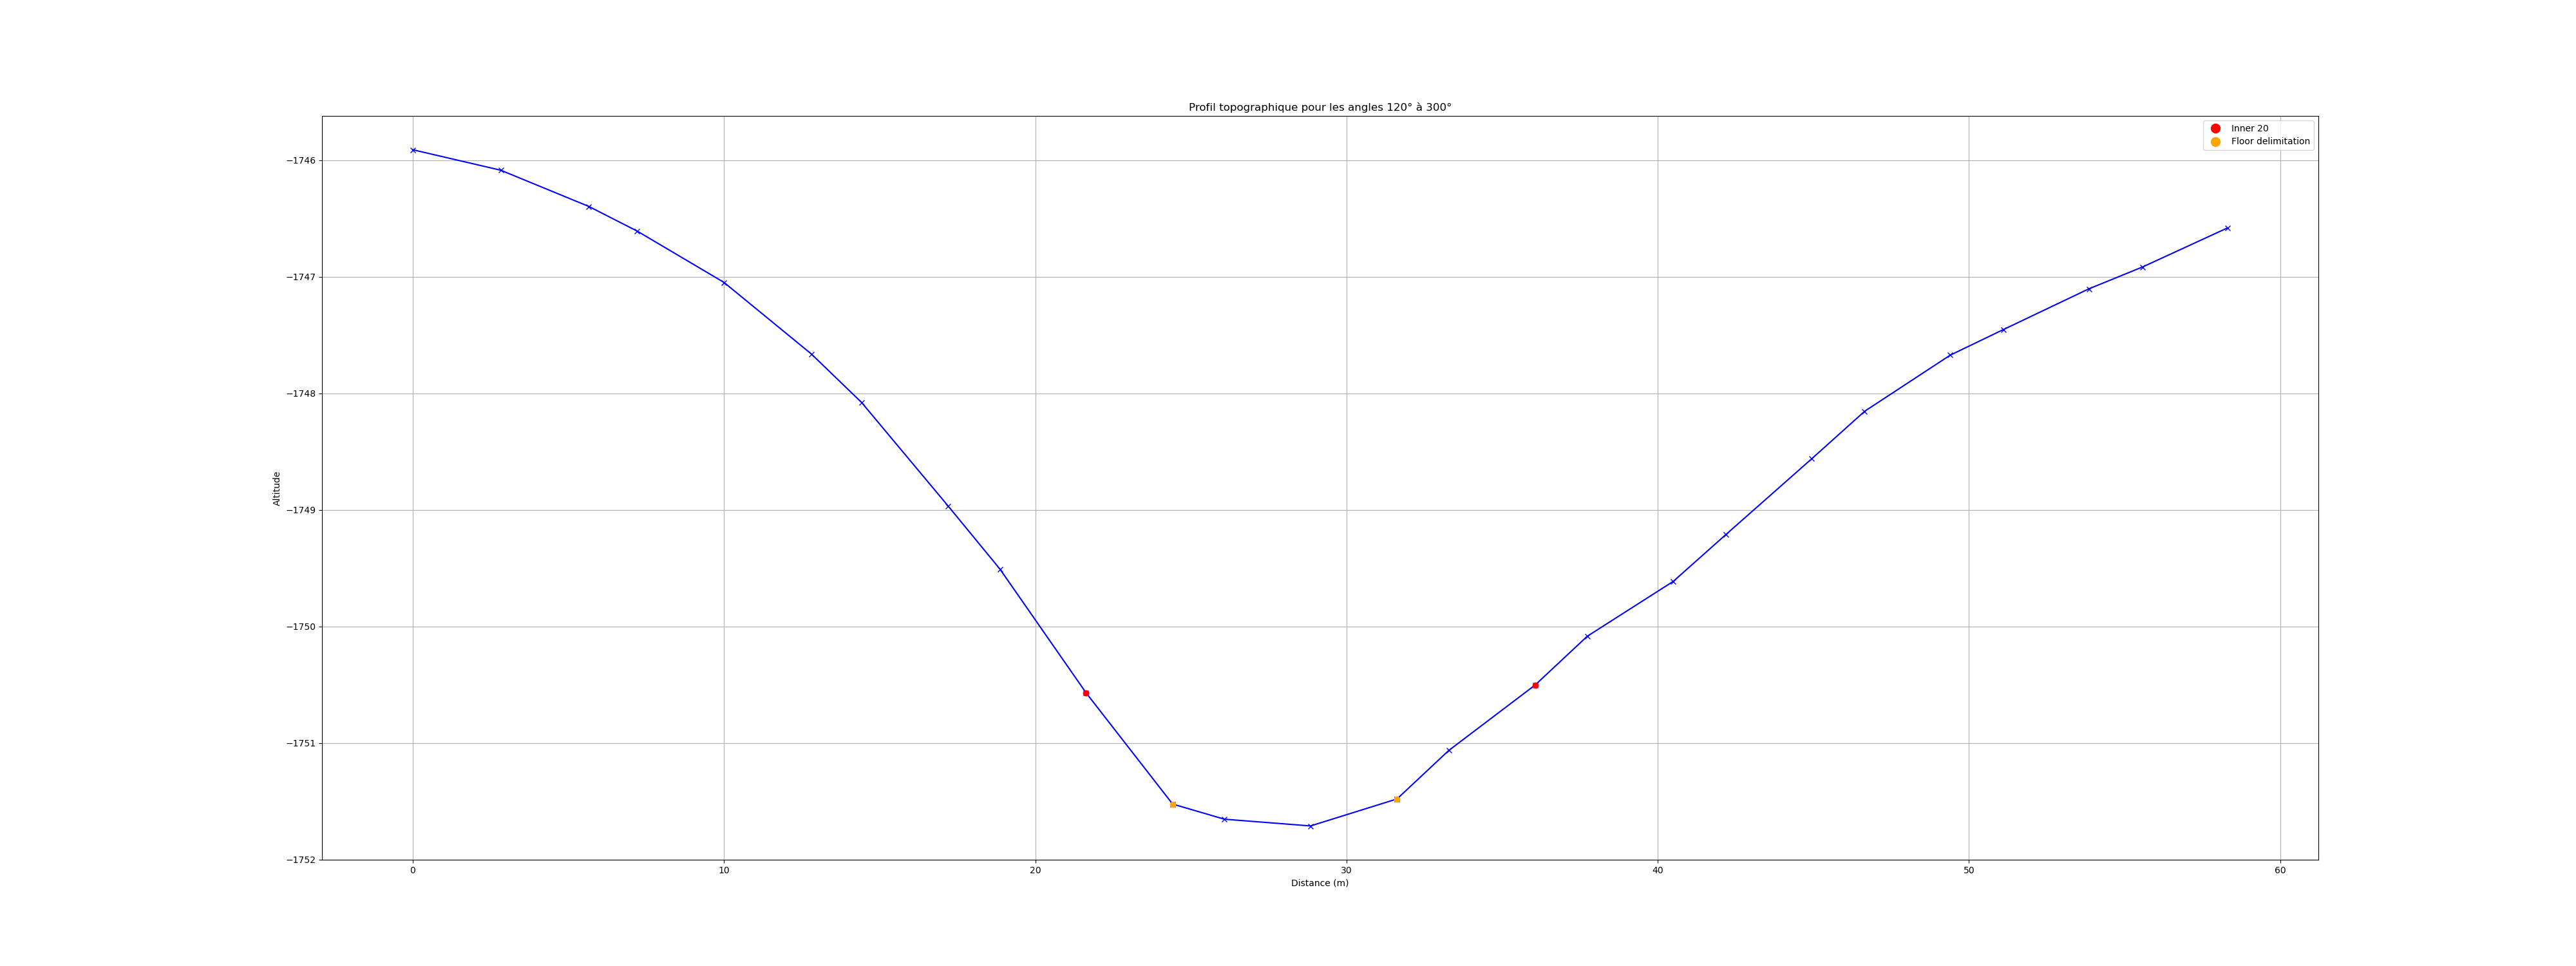 Profil topographique pour les angles 120° à 300°
Inner 20
Floor delimitation
−1746
−1747
−1748
−1749
−1750
−1751
−1752
Altitude
0 10 20 30 40 50 60
Distance (m)